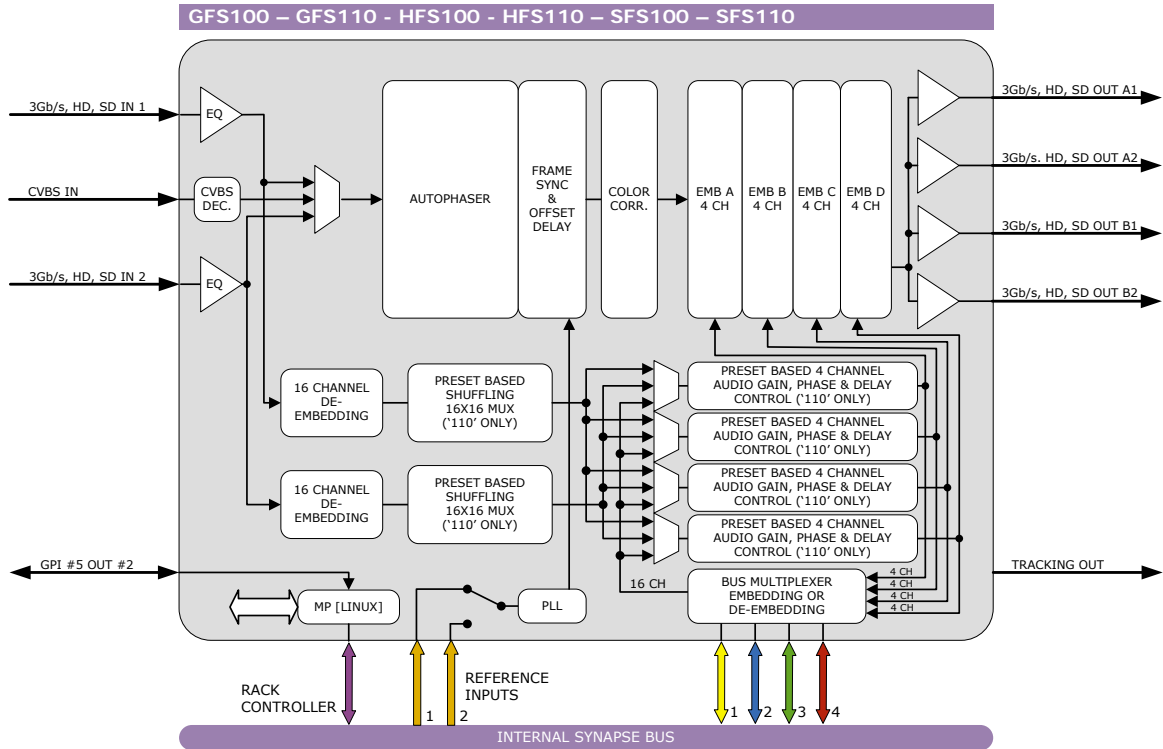 GFS100 – GFS110 - HFS100 - HFS110 – SFS100 – SFS110
3Gb/s, HD, SD IN 1
EQ
CVBS IN
CVBS
DEC.
3Gb/s, HD, SD IN 2
EQ
AUTOPHASER
FRAME
SYNC
&
OFFSET
DELAY
COLOR
CORR.
EMB A
4 CH
EMB B
4 CH
EMB C
4 CH
EMB D
4 CH
3Gb/s, HD, SD OUT A1
3Gb/s. HD, SD OUT A2
3Gb/s, HD, SD OUT B1
3Gb/s, HD, SD OUT B2
16 CHANNEL
DE-
EMBEDDING
PRESET BASED
SHUFFLING
16X16 MUX
(‘110’ ONLY)
16 CHANNEL
DE-
EMBEDDING
PRESET BASED
SHUFFLING
16X16 MUX
(‘110’ ONLY)
PRESET BASED 4 CHANNEL
AUDIO GAIN, PHASE & DELAY
CONTROL (‘110’ ONLY)
PRESET BASED 4 CHANNEL
AUDIO GAIN, PHASE & DELAY
CONTROL (‘110’ ONLY)
PRESET BASED 4 CHANNEL
AUDIO GAIN, PHASE & DELAY
CONTROL (‘110’ ONLY)
PRESET BASED 4 CHANNEL
AUDIO GAIN, PHASE & DELAY
CONTROL (‘110’ ONLY)
GPI #5 OUT #2
MP [LINUX]
PLL
16 CH
BUS MULTIPLEXER
EMBEDDING OR
DE-EMBEDDING
4 CH
4 CH
4 CH
4 CH
TRACKING OUT
RACK
CONTROLLER
1
2
REFERENCE
INPUTS
1
2
3
4
INTERNAL SYNAPSE BUS